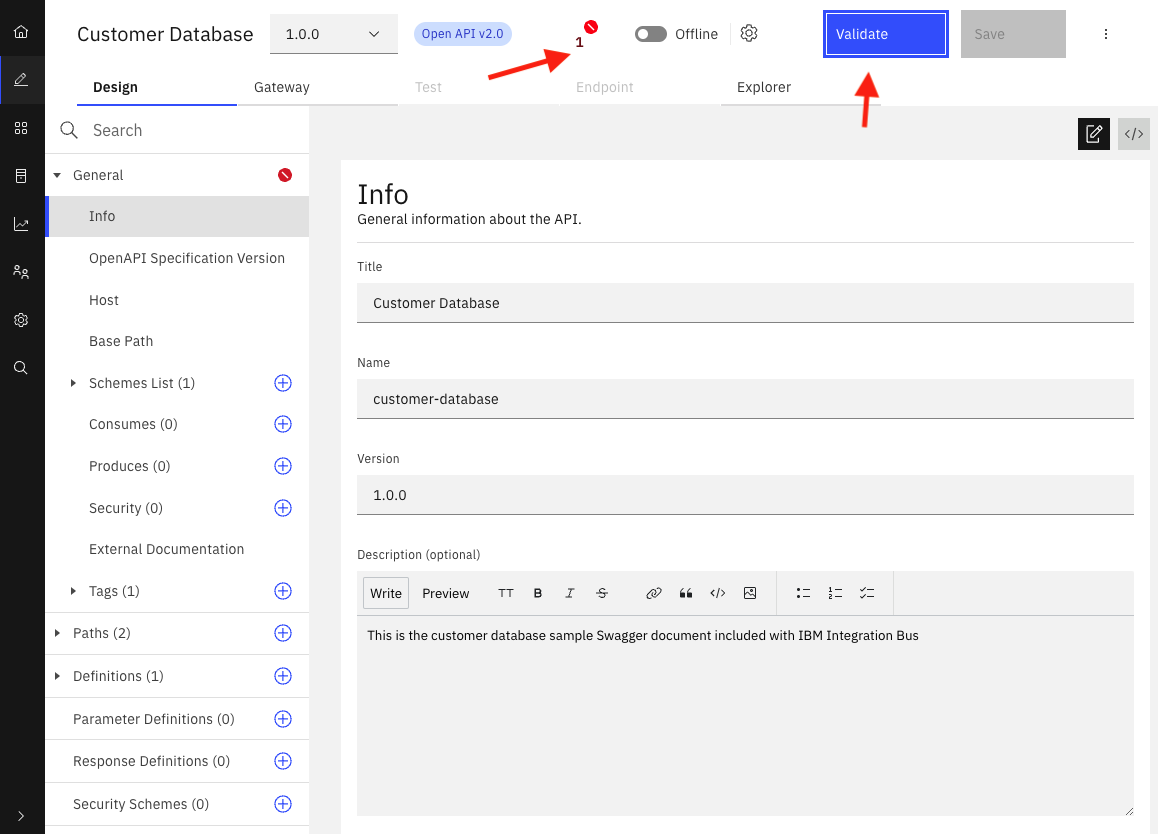 Customer Database
1.0.0
Open API v2.0
1
Offline
Validate
Save
Design
Gateway
Test
Endpoint
Explorer
Search
General
Info
OpenAPI Specification Version
Host
Base Path
Schemes List (1)
Consumes (0)
Produces (0)
Security (0)
External Documentation
Tags (1)
Paths (2)
Definitions (1)
Parameter Definitions (0)
Response Definitions (0)
Security Schemes (0)
</>
Info
General information about the API.
Title
Customer Database
Name
customer-database
Version
1.0.0
Description (optional)
Write Preview TT B I S </>
This is the customer database sample Swagger document included with IBM Integration Bus